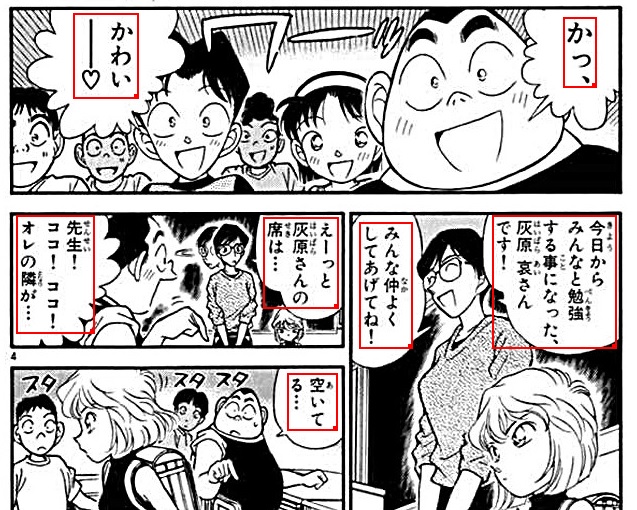 かっ、
かわい
――♡
今日から
みんなと勉強
する事になった、
灰原 哀さん
です!
みんな仲よく
してあげてね!
えーっと
灰原さんの
席は…
先生!
ココ! ココ!
オレの隣が…
空いて
る…
スタ
スタ
スタ
4